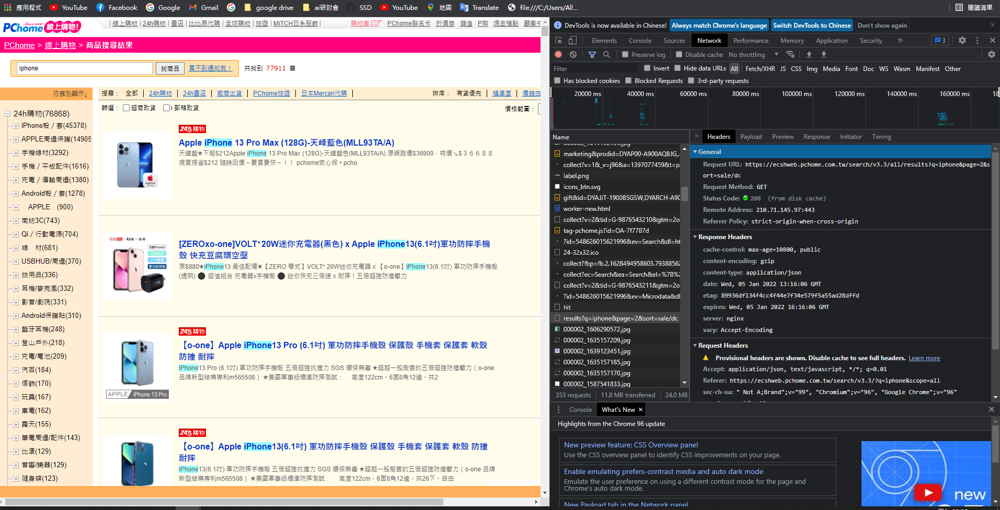 應用程式 YouTube Facebook Google Gmail google drive ai研討會 SSD YouTube 地圖 Translate file:///C:/Users/All... 閱讀清單
Since 2000
PChome 線上購物!
線上購物 | 24h購物 | 書店 | 比比昂代購 | 全球購物 | 旅遊 | MiTCH日系服飾 |
購物車 PChome聯名卡 折價券 儲值 P幣 現金積點 顧客中
PChome > 線上購物 > 商品搜尋結果
iphone 找商品 買不到通知我！ 共找到 77911 筆
依館別顯示↓
24h購物(76868)
iPhone殼／套(45378)
APPLE周邊保護(14905
手機線材(3292)
手機／平板配件(1616)
充電／傳輸周邊(1380)
Android殼／套(1278)
APPLE (900)
南紡3C(743)
Qi／行動電源(704)
線　材(681)
USBHUB/周邊(370)
旅用品(336)
耳機/麥克風(332)
影音/劇院(331)
Android保護貼(310)
藍牙耳機(248)
登山戶外(218)
充電/電池(209)
汽百(184)
傢飾(170)
玩具(167)
車電(162)
露天(155)
筆電周邊/配件(143)
比漾(129)
音響/樂器(129)
隨身碟(123)
搜尋： 全部 | 24h購物 | 24h書店 | 廠商出貨 | PChome旅遊 | 日本Mercari代購 |
排序： 有貨優先 | 精準度 | 價錢由
篩選： 超商取貨 i 郵箱取貨
價格範圍：
24h購物
Apple iPhone 13 Pro Max (128G)-天峰藍色(MLL93TA/A)
天峰藍★下殺$212Apple iPhone 13 Pro Max (128G)-天峰藍色(MLL93TA/A) 原網路價$36900．特價↘$３６６８８
現買現省$212 隨時回價～要買要快～！！ pchome安心保 • pcho
[ZEROxo-one]VOLT⁺ 20W迷你充電器(黑色) x Apple iPhone13(6.1吋)軍功防摔手機
殼 快充豆腐頭空壓
原$880★iPhone13 最佳配備★【ZERO 零式】VOLT⁺ 20W迷你充電器 x 【o-one】iPhone13(6.1吋) 軍功防摔手機殼
(透明) ⚫ 超值組合 充電器x手機殼 ⚫ 迷你快充三倍速 x 耐摔！五倍超強防撞擊力
24h購物
【o-one】Apple iPhone13 Pro (6.1吋) 軍功防摔手機殼 保護殼 手機套 保護套 軟殼
防撞 耐摔
iPhone13 Pro (6.1吋) 軍功防摔手機殼 五倍超強抗撞力 SGS 環保無毒 ★超越一般殼套的五倍超強防撞擊力（o-one
品牌新型結構專利m565508）★美國軍事級標準防摔測試：　高度122cm，6面8角12邊，共2
APPLE iPhone 13 Pro
24h購物
【o-one】Apple iPhone13(6.1吋) 軍功防摔手機殼 保護殼 手機套 保護套 軟殼 防撞
耐摔
iPhone13(6.1吋) 軍功防摔手機殼 五倍超強抗撞力 SGS 環保無毒 ★超越一般殼套的五倍超強防撞擊力（o-one 品牌
新型結構專利m565508）★美國軍事級標準防摔測試：　高度122cm，6面8角12邊，共26下，自由
DevTools is now available in Chinese! Always match Chrome's language Switch DevTools to Chinese Don't show again
Elements Console Sources Network Performance Memory Application Security » 3
Preserve log Disable cache No throttling
Filter Invert Hide data URLs All Fetch/XHR JS CSS Img Media Font Doc WS Wasm Manifest Other
Has blocked cookies Blocked Requests 3rd-party requests
20000 ms 40000 ms 60000 ms 80000 ms 100000 ms 120000 ms 140000 ms 160000 ms 18
Name
marketing&prodid=DYAP00-A900AQBJG,..
collect?v=1&_v=j96&a=1397077459&t=p..
label.png
icons_btn.svg
gift&id=DYAJJT-1900BSGSW,DYARCH-A90
worker-new.html
collect?v=2&tid=G-9876543210&gtm=2o
tag-pchome.js?id=OA-7f7787d
?id=548626015621996&ev=Search&dl=ht
24-32x32.ico
collect?fbp=fb.2.1628494958603.79388562
collect?ec=Search&ea=Search&el=%7B%2
collect?v=2&tid=G-9876543211&gtm=2o
?id=548626015621996&ev=Microdata&dl
hit
results?q=iphone&page=2&sort=sale/dc
000002_1606290572.jpg
000002_1635157209.jpg
000002_1639123451.jpg
000002_1635157185.jpg
000002_1635157170.jpg
000002_1587541833.jpg
353 requests 11.8 MB transferred 24.0 MB
Headers Payload Preview Response Initiator Timing
General
Request URL: https://ecshweb.pchome.com.tw/search/v3.3/all/results?q=iphone&page=2&s
ort=sale/dc
Request Method: GET
Status Code: 200 (from disk cache)
Remote Address: 210.71.145.97:443
Referrer Policy: strict-origin-when-cross-origin
Response Headers
cache-control: max-age=10800, public
content-encoding: gzip
content-type: application/json
date: Wed, 05 Jan 2022 13:16:06 GMT
etag: 89936df134f4cc4f44e7f34e579f5a55ad28dffd
expires: Wed, 05 Jan 2022 16:16:06 GMT
server: nginx
vary: Accept-Encoding
Request Headers
Provisional headers are shown. Disable cache to see full headers. Learn more
Accept: application/json, text/javascript, */*; q=0.01
Referer: https://ecshweb.pchome.com.tw/search/v3.3/?q=iphone&scope=all
sec-ch-ua: " Not A;Brand";v="99", "Chromium";v="96", "Google Chrome";v="96"
Console What's New
Highlights from the Chrome 96 update
New preview feature: CSS Overview panel
Use the CSS overview panel to identify CSS improvements on your page.
Enable emulating prefers-contrast media and auto dark mode
Emulate the user preference on using a different contrast mode for the page and
Chrome's auto dark mode.
New Payload tab in the Network panel
new